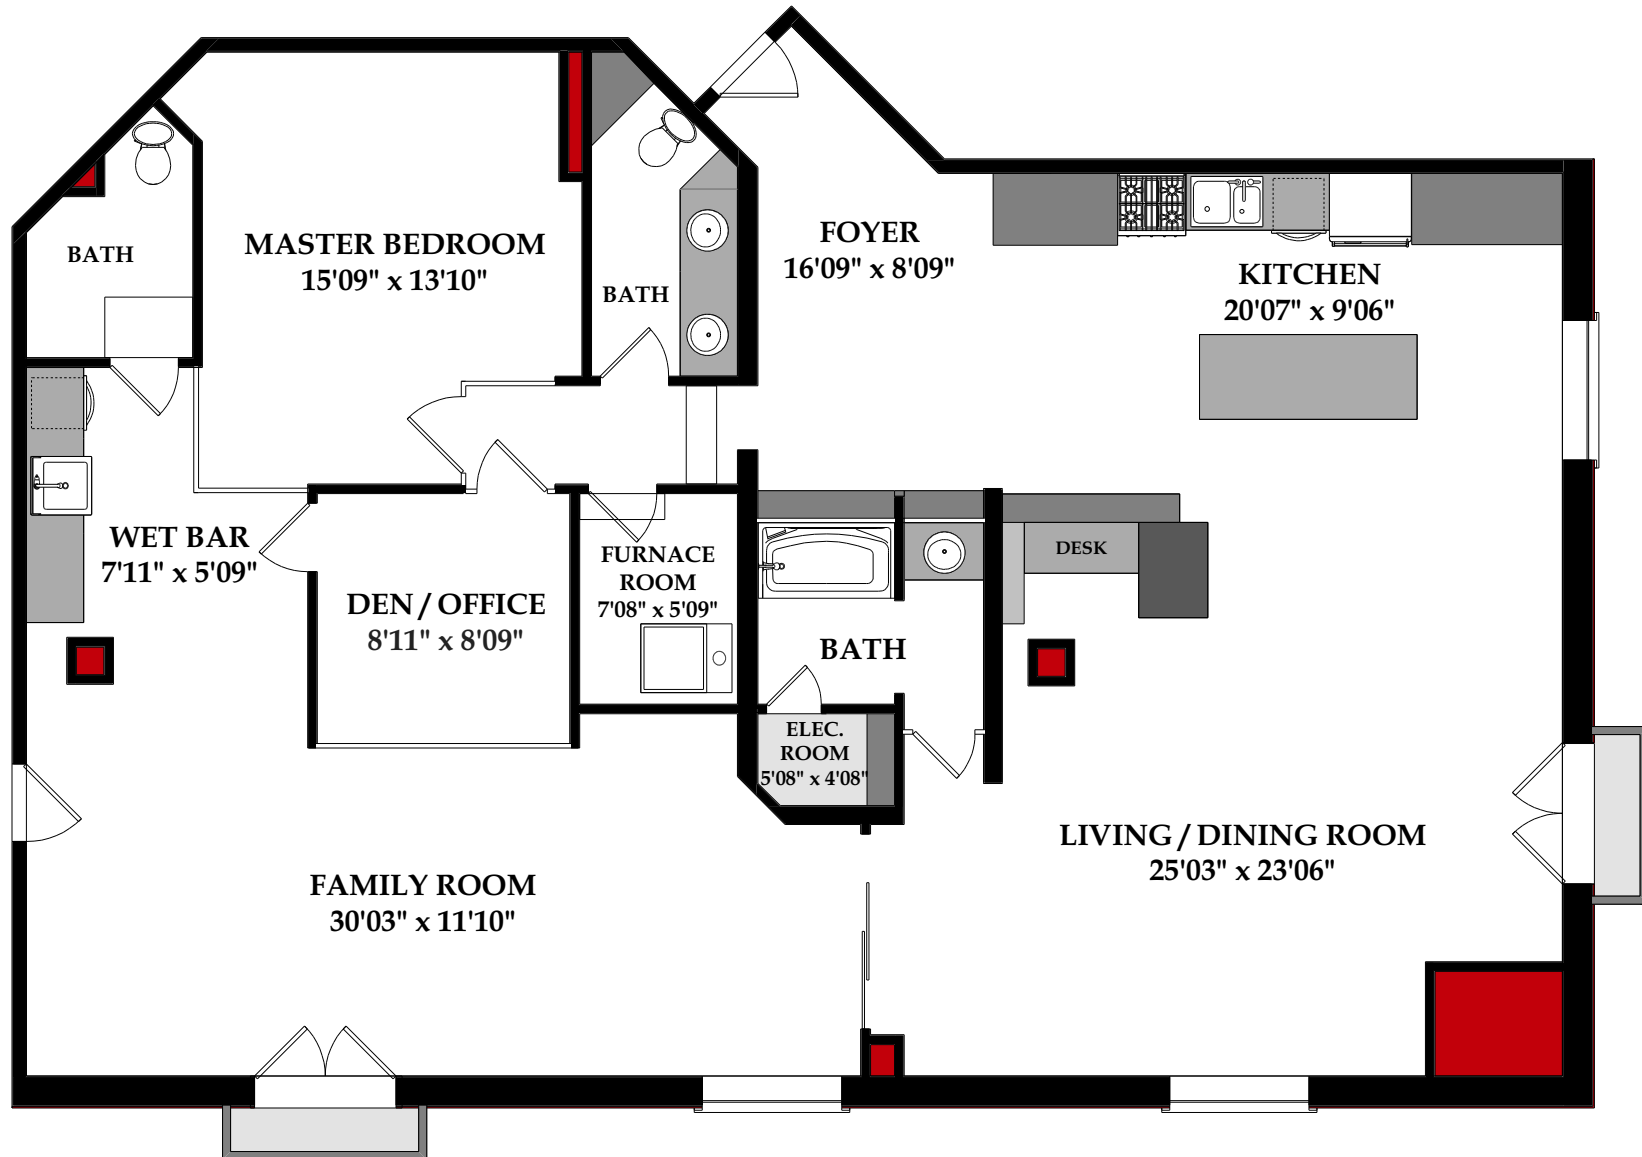 FOYER
16'09" x 8'09"
MASTER BEDROOM
15'09" x 13'10"
BATH
BATH
KITCHEN
20'07" x 9'06"
WET BAR
7'11" x 5'09"
DEN / OFFICE
8'11" x 8'09"
FURNACE
ROOM
7'08" x 5'09"
DESK
BATH
ELEC.
ROOM
5'08" x 4'08"
LIVING / DINING ROOM
25'03" x 23'06"
FAMILY ROOM
30'03" x 11'10"